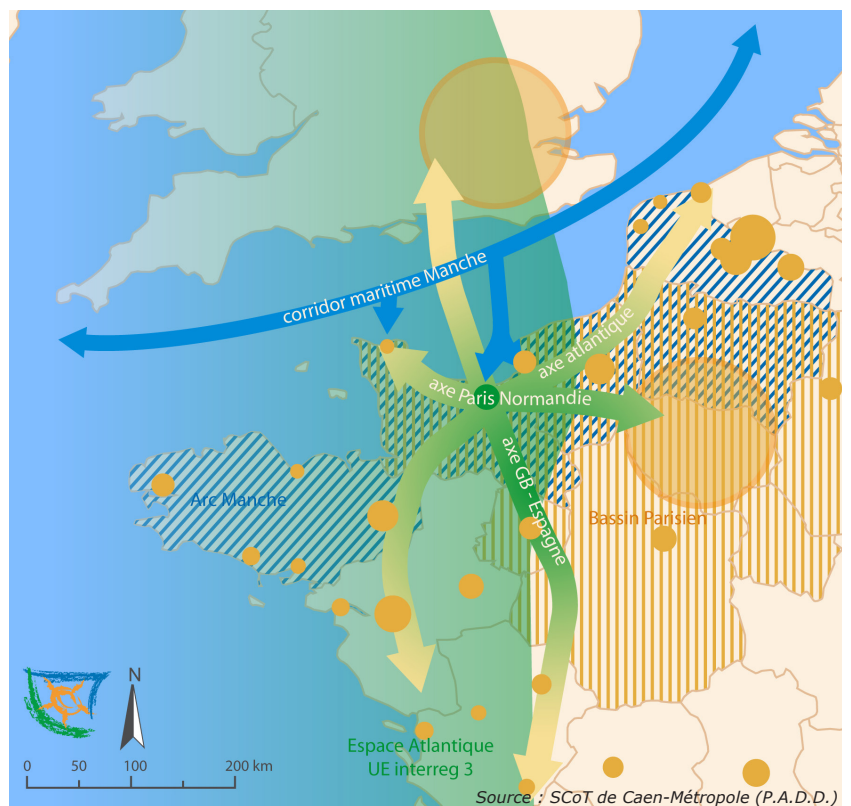 corridor maritime Manche
axe atlantique
axe Paris Normandie
axe GB - Espagne
Arc Manche
Bassin Parisien
N
Espace Atlantique
UE interreg 3
0 50 100 200 km
Source : SCoT de Caen-Métropole (P.A.D.D.)